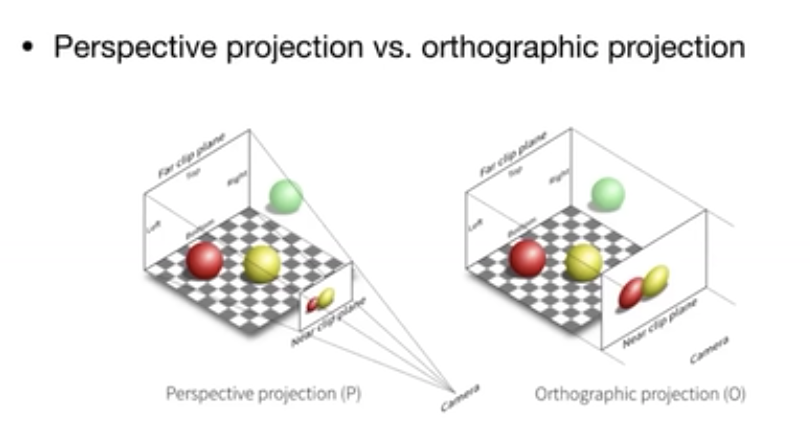 • Perspective projection vs. orthographic projection
Far clip plane
Top
Right
Left
Bottom
Near clip plane
Camera
Perspective projection (P)
Far clip plane
Top
Right
Left
Bottom
Near clip plane
Camera
Orthographic projection (O)